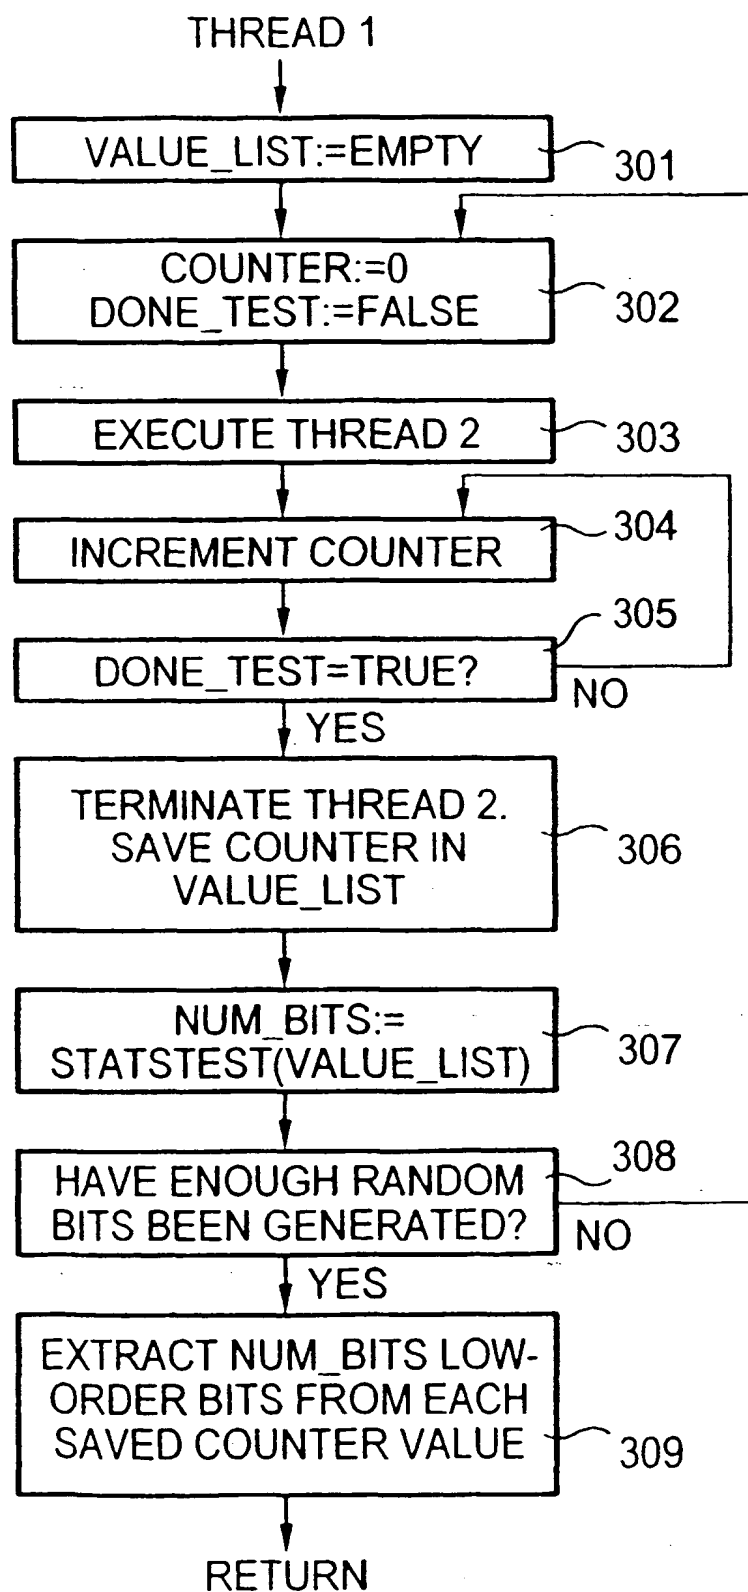 THREAD 1
VALUE_LIST:=EMPTY
301
COUNTER:=0
DONE_TEST:=FALSE
302
EXECUTE THREAD 2
303
INCREMENT COUNTER
304
DONE_TEST=TRUE?
305
NO
YES
TERMINATE THREAD 2.
SAVE COUNTER IN
VALUE_LIST
306
NUM_BITS:=
STATSTEST(VALUE_LIST)
307
HAVE ENOUGH RANDOM
BITS BEEN GENERATED?
308
NO
YES
EXTRACT NUM_BITS LOW-
ORDER BITS FROM EACH
SAVED COUNTER VALUE
309
RETURN